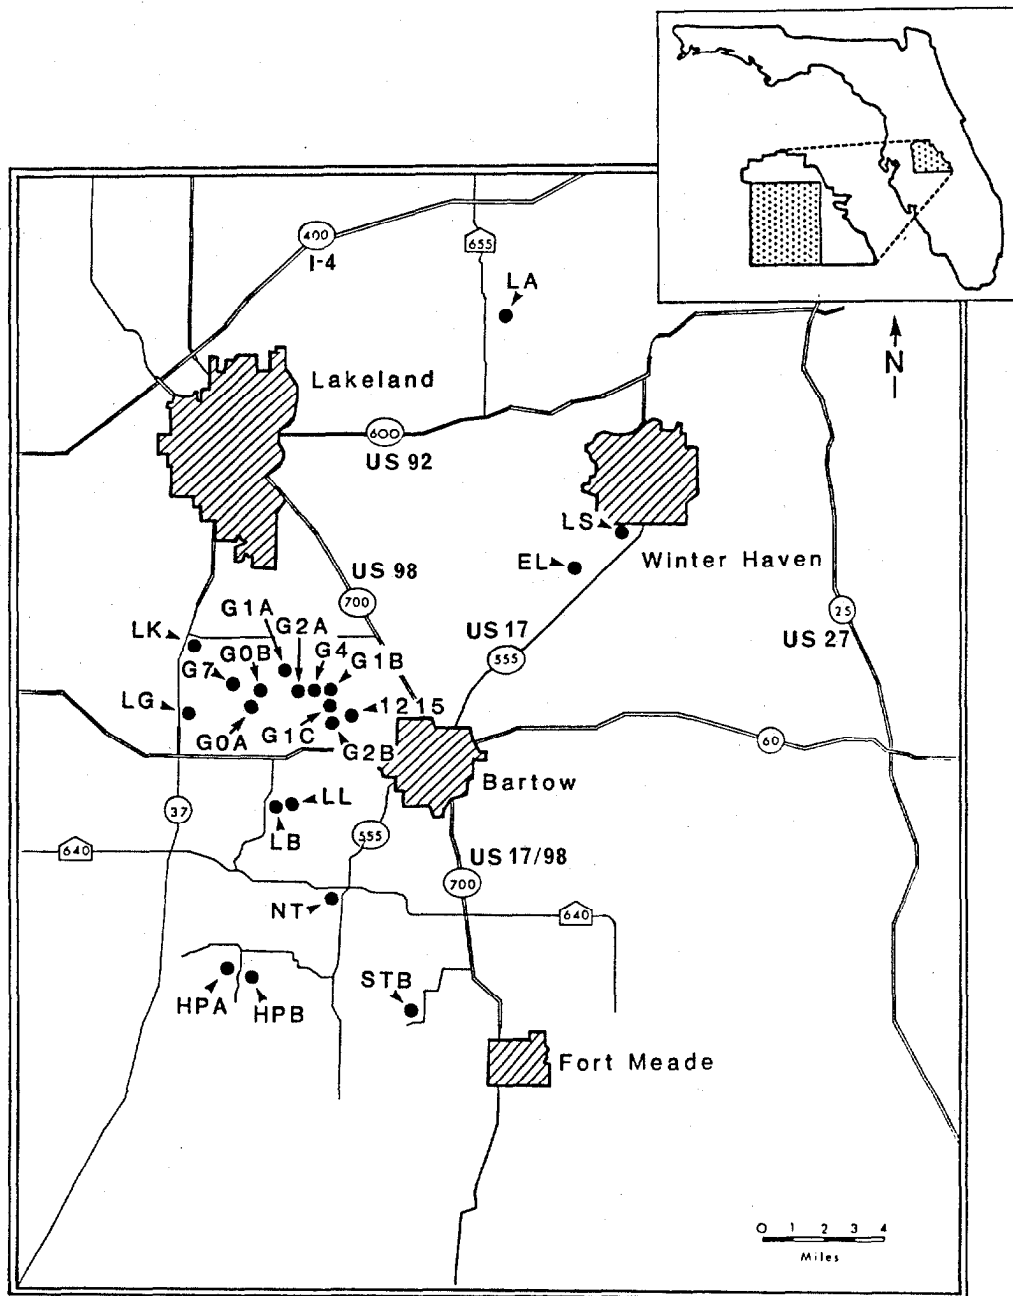 400
I-4
655
LA
N
Lakeland
600
US 92
LS
EL
Winter Haven
US 98
700
G1A
G2A
US 17
25
US 27
LK
G0B
G4
G1B
555
G7
LG
1215
G0A
G1C
G2B
60
Bartow
37
LL
LB
555
640
US 17/98
700
NT
640
STB
HPA
HPB
Fort Meade
0 1 2 3 4
Miles